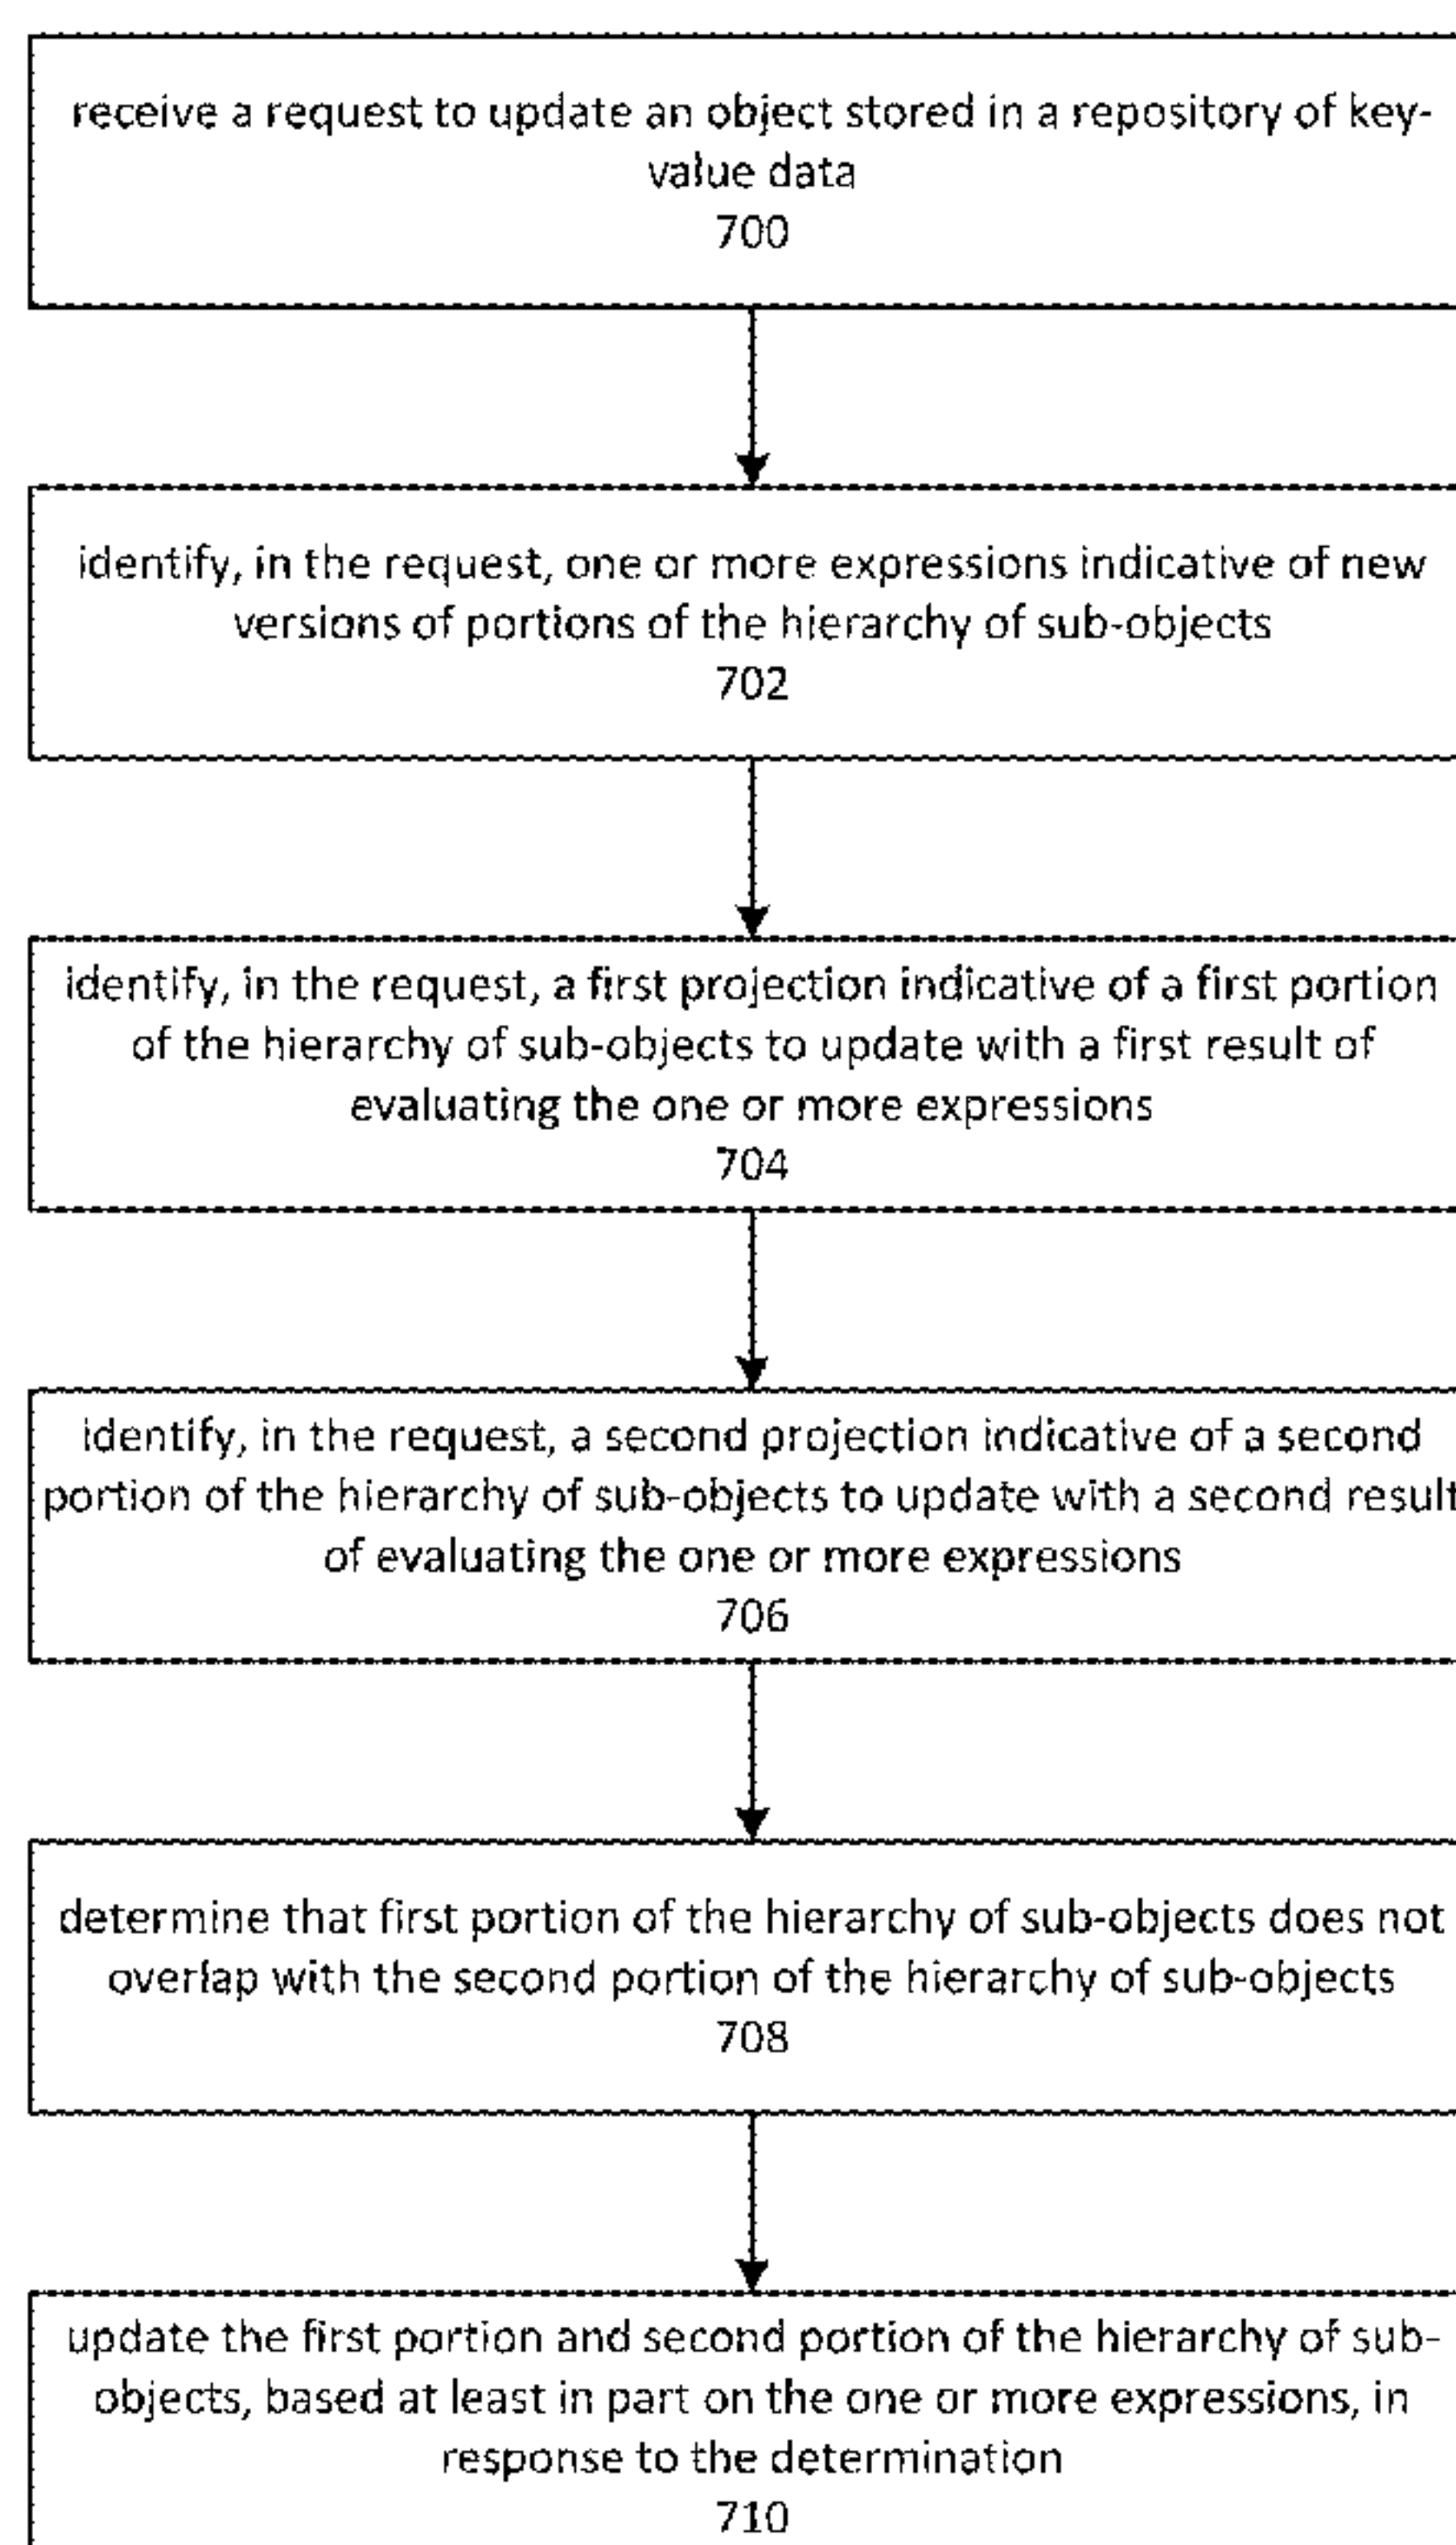 receive a request to update an object stored in a repository of key-
value data
700
identify, in the request, one or more expressions indicative of new
versions of portions of the hierarchy of sub-objects
702
identify, in the request, a first projection indicative of a first portion
of the hierarchy of sub-objects to update with a first result of
evaluating the one or more expressions
704
identify, in the request, a second projection indicative of a second
portion of the hierarchy of sub-objects to update with a second result
of evaluating the one or more expressions
706
determine that first portion of the hierarchy of sub-objects does not
overlap with the second portion of the hierarchy of sub-objects
708
update the first portion and second portion of the hierarchy of sub-
objects, based at least in part on the one or more expressions, in
response to the determination
710